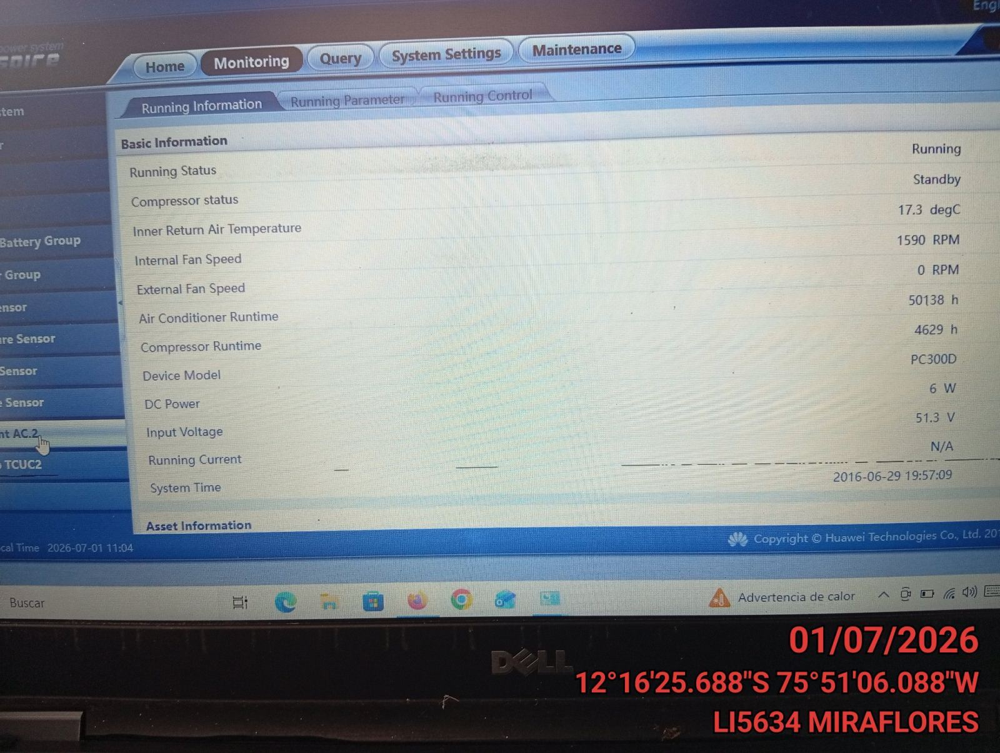 Engl
power system
spire
Home
Monitoring
Query
System Settings
Maintenance
Running Information
Running Parameter
Running Control
stem
r
Battery Group
r Group
ensor
ure Sensor
Sensor
e Sensor
nt AC.2
TCUC2
Basic Information
Running Status Running
Compressor status Standby
Inner Return Air Temperature 17.3 degC
Internal Fan Speed 1590 RPM
External Fan Speed 0 RPM
Air Conditioner Runtime 50138 h
Compressor Runtime 4629 h
Device Model PC300D
DC Power 6 W
Input Voltage 51.3 V
Running Current N/A
System Time 2016-06-29 19:57:09
Asset Information
cal Time 2026-07-01 11:04
Copyright © Huawei Technologies Co., Ltd. 201
Buscar
Advertencia de calor
DELL
01/07/2026
12°16'25.688"S 75°51'06.088"W
LI5634 MIRAFLORES